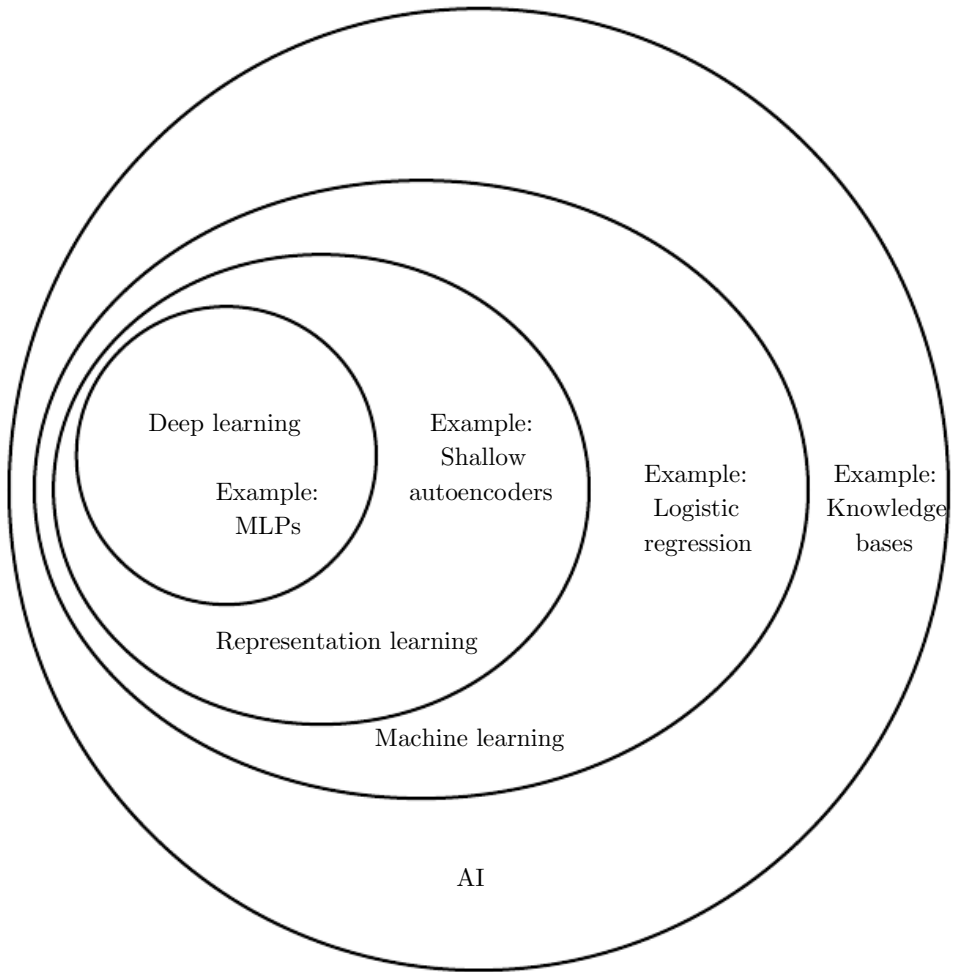 Deep learning
Example:
MLPs
Example:
Shallow
autoencoders
Example:
Logistic
regression
Example:
Knowledge
bases
Representation learning
Machine learning
AI